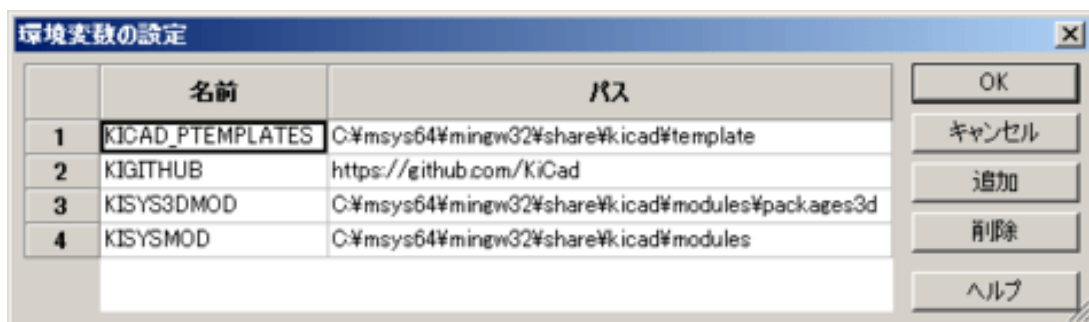 環境変数の設定
名前 パス OK
1 KICAD_PTEMPLATES C:¥msys64¥mingw32¥share¥kicad¥template キャンセル
2 KIGITHUB https://github.com/KiCad 追加
3 KISYS3DMOD C:¥msys64¥mingw32¥share¥kicad¥modules¥packages3d
4 KISYSMOD C:¥msys64¥mingw32¥share¥kicad¥modules 削除
ヘルプ